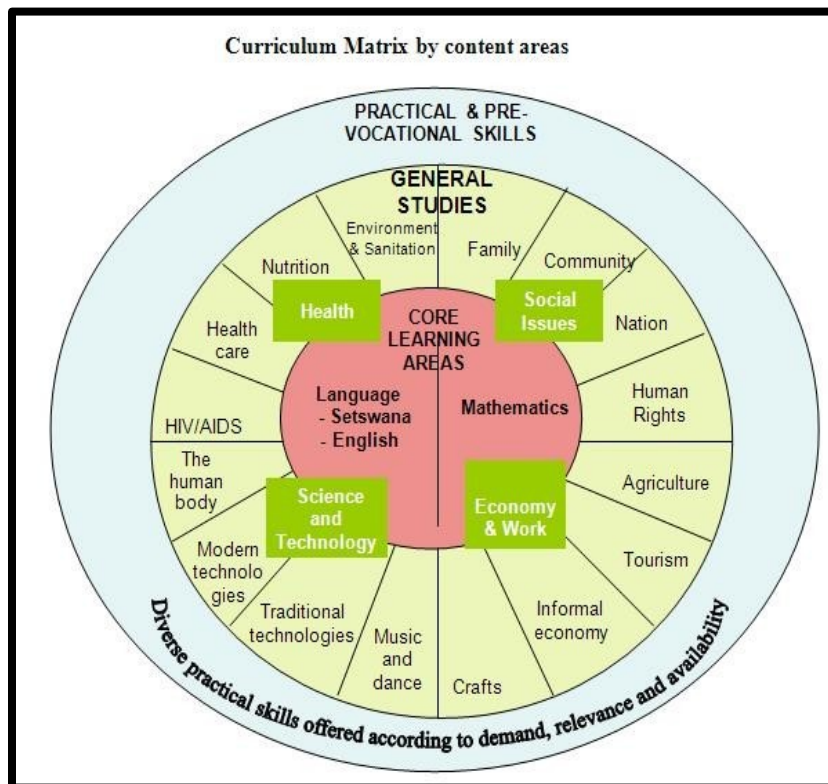 Curriculum Matrix by content areas
PRACTICAL & PRE-
VOCATIONAL SKILLS
GENERAL
STUDIES
Environment
& Sanitation
Family
Community
Nation
Human
Rights
Agriculture
Tourism
Informal
economy
Crafts
Music
and
dance
Traditional
technologies
Modern
technolo
gies
The
human
body
HIV/AIDS
Health
care
Nutrition
Health
Social
Issues
CORE
LEARNING
AREAS
Language
- Setswana
- English
Mathematics
Science
and
Technology
Economy
& Work
Diverse practical skills offered according to demand, relevance and availability